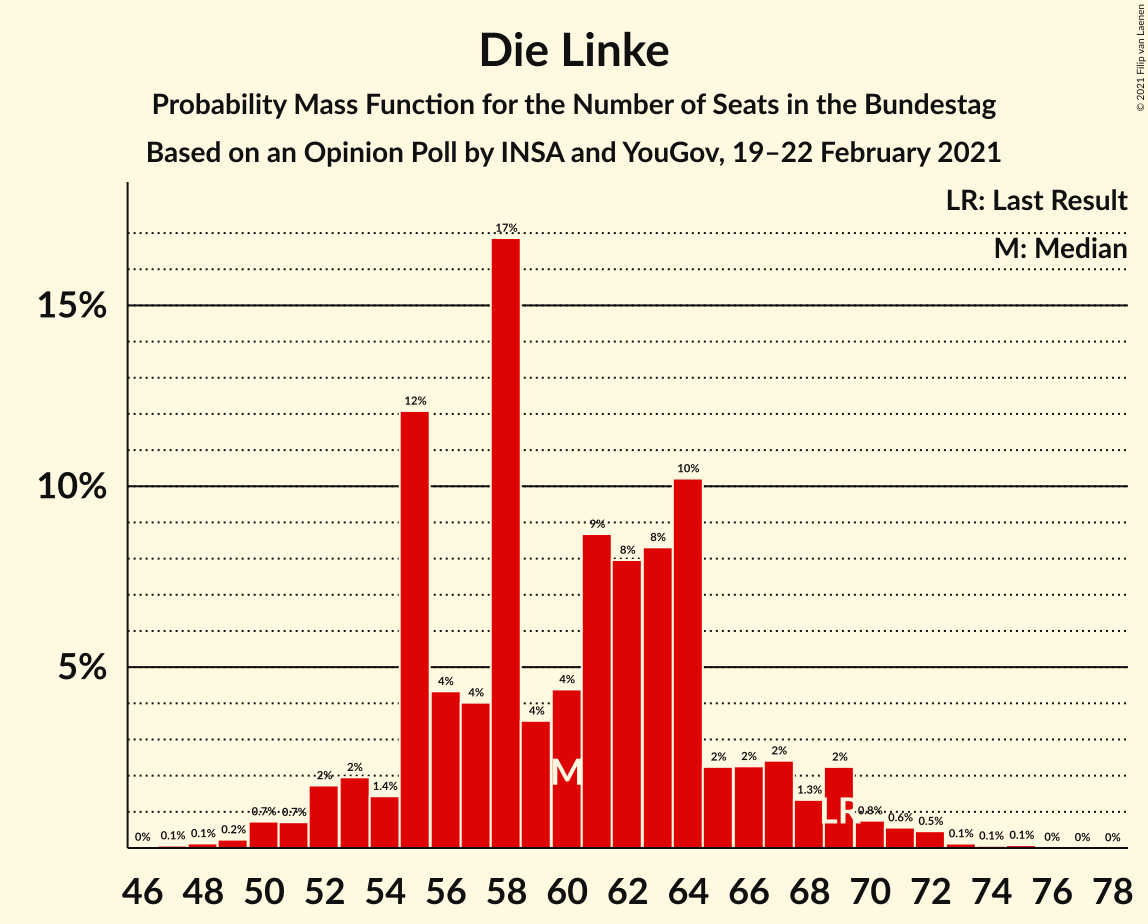 Die Linke
Probability Mass Function for the Number of Seats in the Bundestag
Based on an Opinion Poll by INSA and YouGov, 19–22 February 2021
© 2021 Filip van Laenen
LR: Last Result
M: Median
15%
10%
5%
0% 0.1% 0.1% 0.2% 0.7% 0.7% 2% 2% 1.4% 12% 4% 4% 17% 4% 4% 9% 8% 8% 10% 2% 2% 2% 1.3% 2% 0.8% 0.6% 0.5% 0.1% 0.1% 0.1% 0% 0% 0%
M
LR
46 48 50 52 54 56 58 60 62 64 66 68 70 72 74 76 78